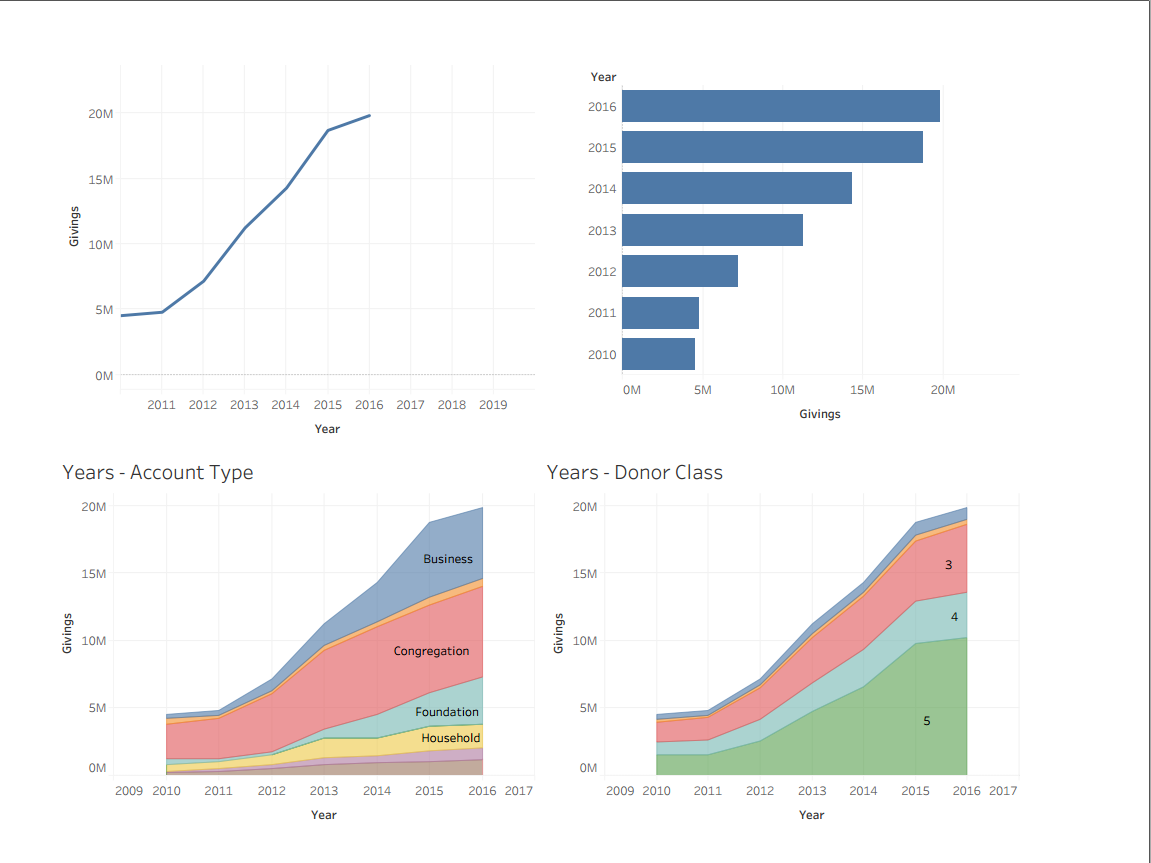 20M
15M
10M
5M
0M
Givings
2011 2012 2013 2014 2015 2016 2017 2018 2019
Year
Year
2016
2015
2014
2013
2012
2011
2010
0M 5M 10M 15M 20M
Givings
Years - Account Type
20M
15M
10M
5M
0M
Givings
Business
Congregation
Foundation
Household
2009 2010 2011 2012 2013 2014 2015 2016 2017
Year
Years - Donor Class
20M
15M
10M
5M
0M
Givings
3
4
5
2009 2010 2011 2012 2013 2014 2015 2016 2017
Year